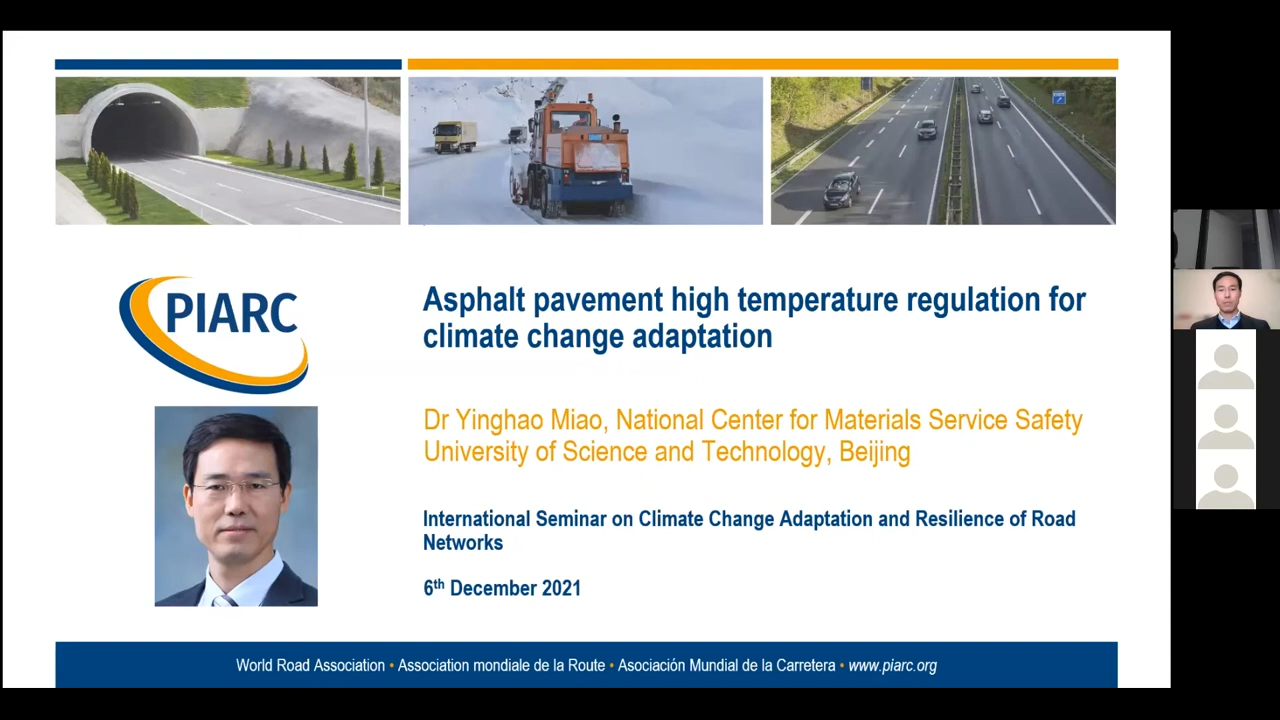 PIARC
Asphalt pavement high temperature regulation for
climate change adaptation
Dr Yinghao Miao, National Center for Materials Service Safety
University of Science and Technology, Beijing
International Seminar on Climate Change Adaptation and Resilience of Road
Networks
6th December 2021
World Road Association • Association mondiale de la Route • Asociación Mundial de la Carretera • www.piarc.org